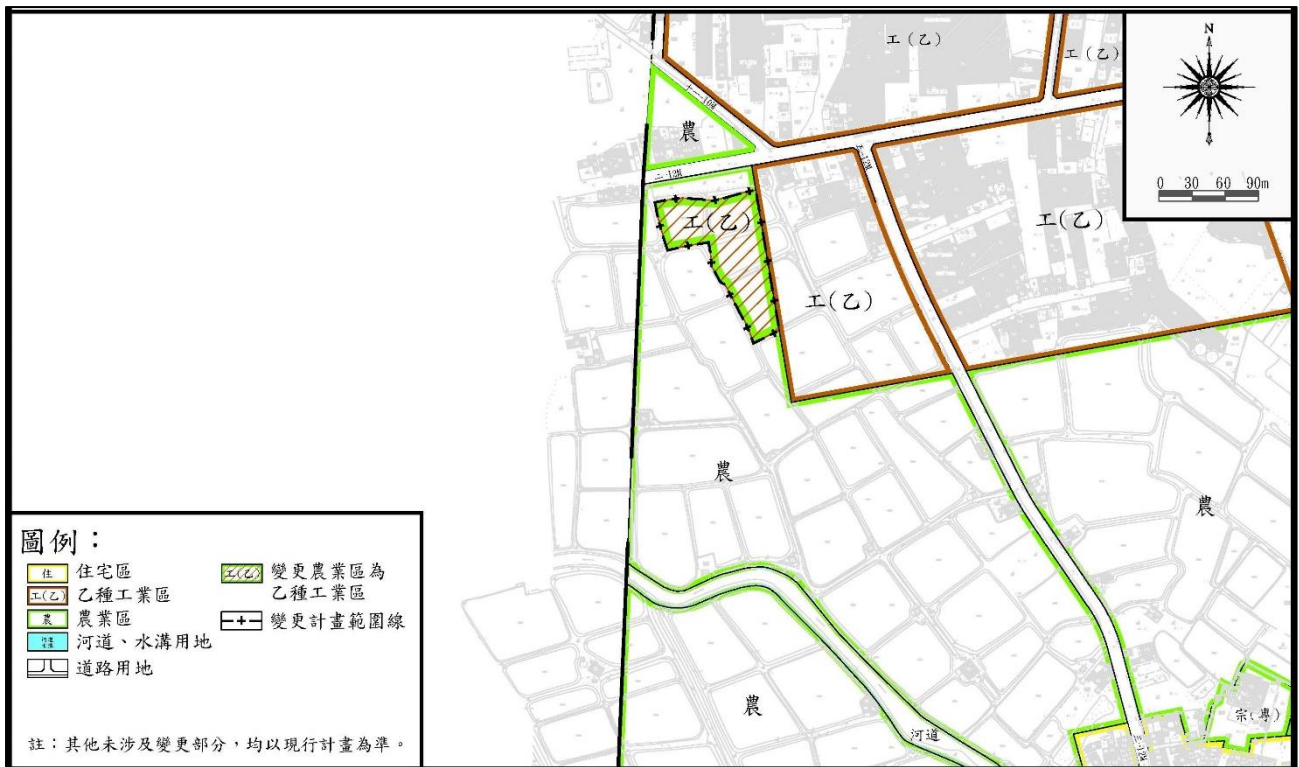 工(乙)
工(乙)
N
0 30 60 90m
農
二-12M
工(乙)
工(乙)
工(乙)
農
農
農
河道
宗(專)
三-12M
圖例：
住 住宅區
工(乙) 乙種工業區
農 農業區
河道、水溝用地
道路用地
工(乙) 變更農業區為
乙種工業區
變更計畫範圍線
註：其他未涉及變更部分，均以現行計畫為準。